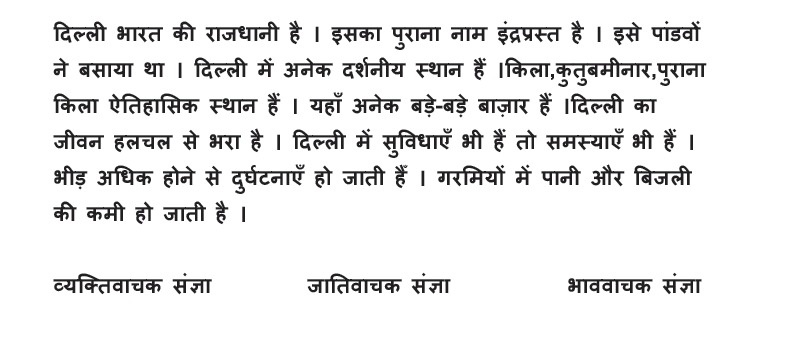 दिल्ली भारत की राजधानी है । इसका पुराना नाम इंद्रप्रस्त है । इसे पांडवों
ने बसाया था । दिल्ली में अनेक दर्शनीय स्थान हैं ।किला,कुतुबमीनार,पुराना
किला ऐतिहासिक स्थान हैं । यहाँ अनेक बड़े-बड़े बाज़ार हैं ।दिल्ली का
जीवन हलचल से भरा है । दिल्ली में सुविधाएँ भी हैं तो समस्याएँ भी हैं ।
भीड़ अधिक होने से दुर्घटनाएँ हो जाती हैँ । गरमियों में पानी और बिजली
की कमी हो जाती है ।
व्यक्तिवाचक संज्ञा जातिवाचक संज्ञा भाववाचक संज्ञा